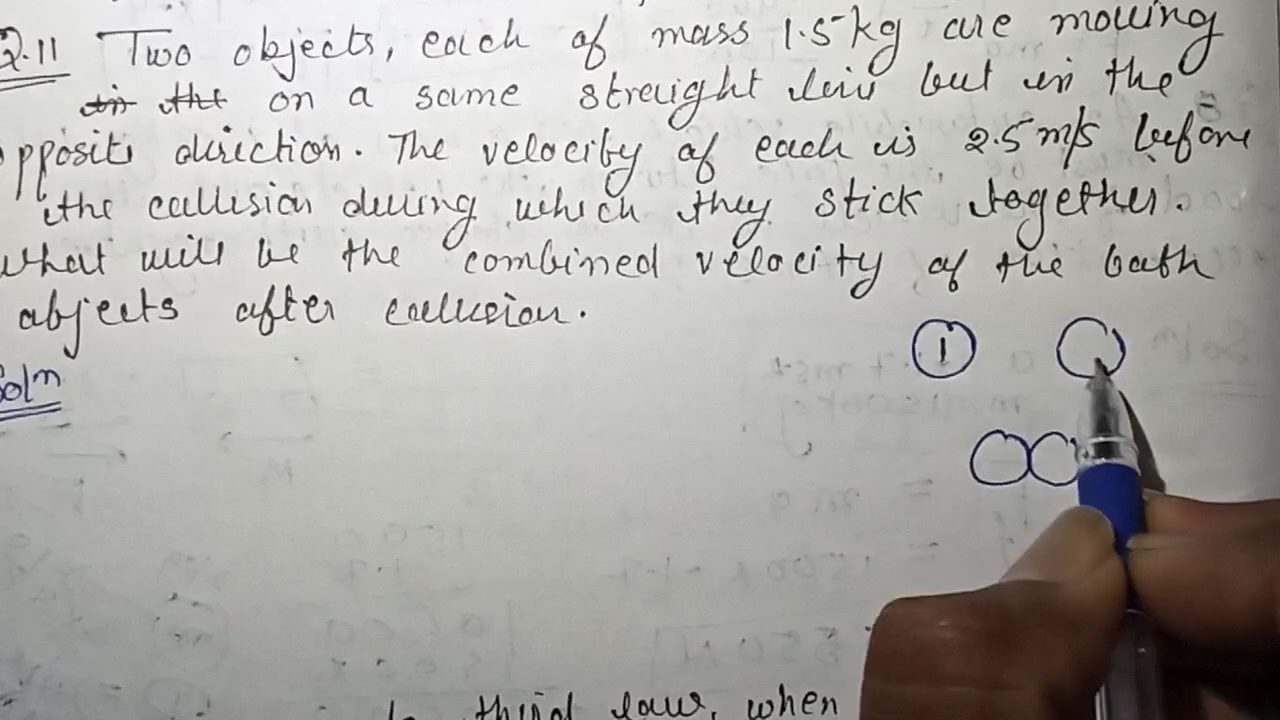 Q.11 Two objects, each of mass 1.5 kg are moving
in the on a same straight line but in the
opposite direction. The velocity of each is 2.5 m/s before
the collision during which they stick together.
what will be the combined velocity of the both
objects after collision.
1
Soln
third law, when